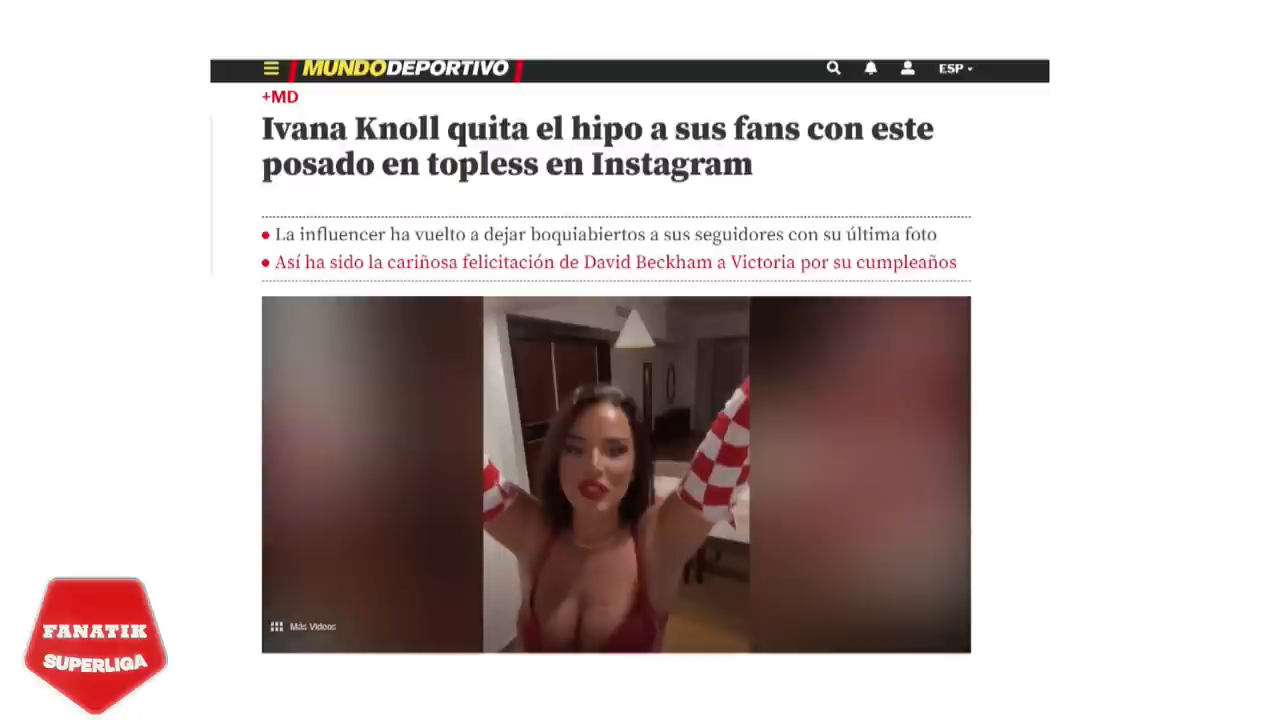 MUNDODEPORTIVO
ESP
+MD
Ivana Knoll quita el hipo a sus fans con este
posado en topless en Instagram
La influencer ha vuelto a dejar boquiabiertos a sus seguidores con su última foto
Así ha sido la cariñosa felicitación de David Beckham a Victoria por su cumpleaños
Más Videos
FANATIK
SUPERLIGA